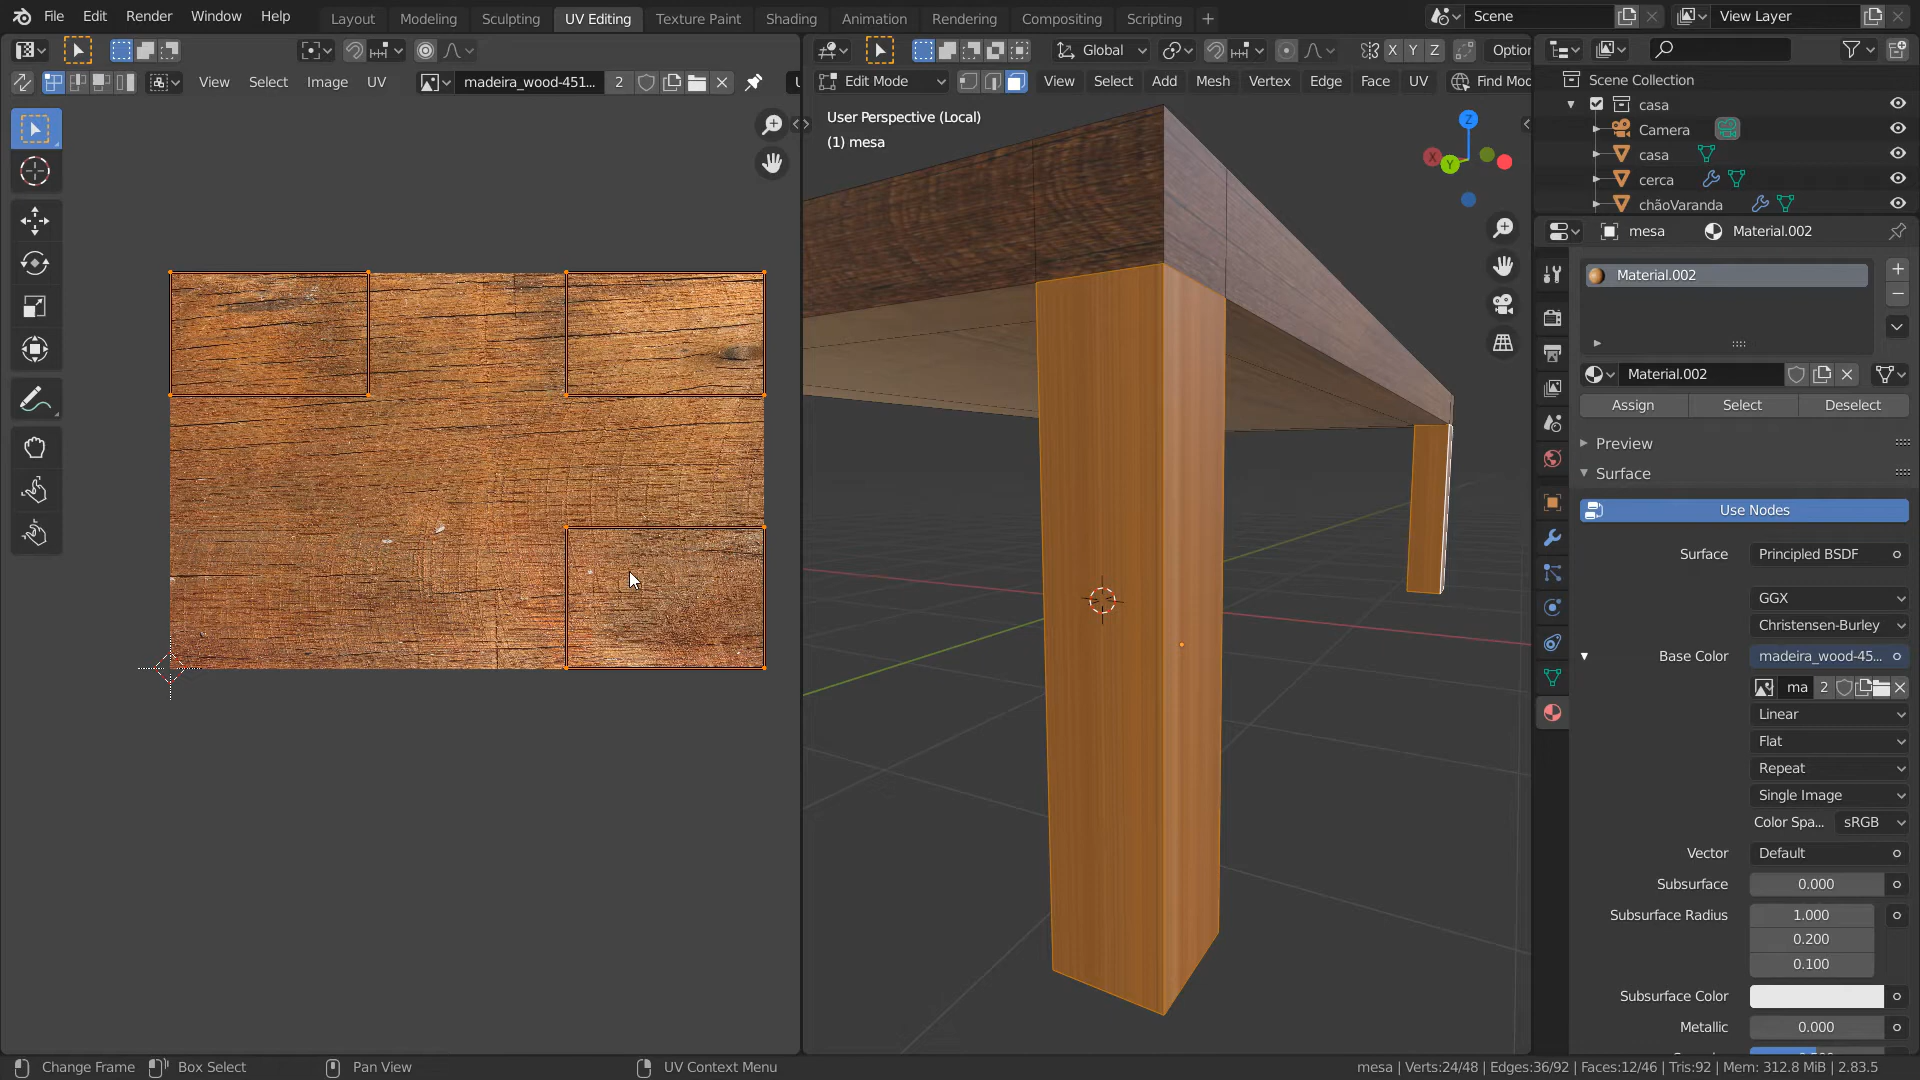 File Edit Render Window Help Layout Modeling Sculpting UV Editing Texture Paint Shading Animation Rendering Compositing Scripting Scene View Layer
Global X Y Z Option
View Select Image UV madeira_wood-451... 2 Edit Mode View Select Add Mesh Vertex Edge Face UV Find Mod
User Perspective (Local)
(1) mesa
Z
X
Y
Scene Collection
casa
Camera
casa
cerca
chãoVaranda
mesa Material.002
Material.002
Material.002
Assign Select Deselect
Preview
Surface
Use Nodes
Surface Principled BSDF
GGX
Christensen-Burley
Base Color madeira_wood-45...
ma 2
Linear
Flat
Repeat
Single Image
Color Spa... sRGB
Vector Default
Subsurface 0.000
Subsurface Radius 1.000
0.200
0.100
Subsurface Color
Metallic 0.000
Change Frame Box Select Pan View UV Context Menu mesa | Verts:24/48 | Edges:36/92 | Faces:12/46 | Tris:92 | Mem: 312.8 MiB | 2.83.5